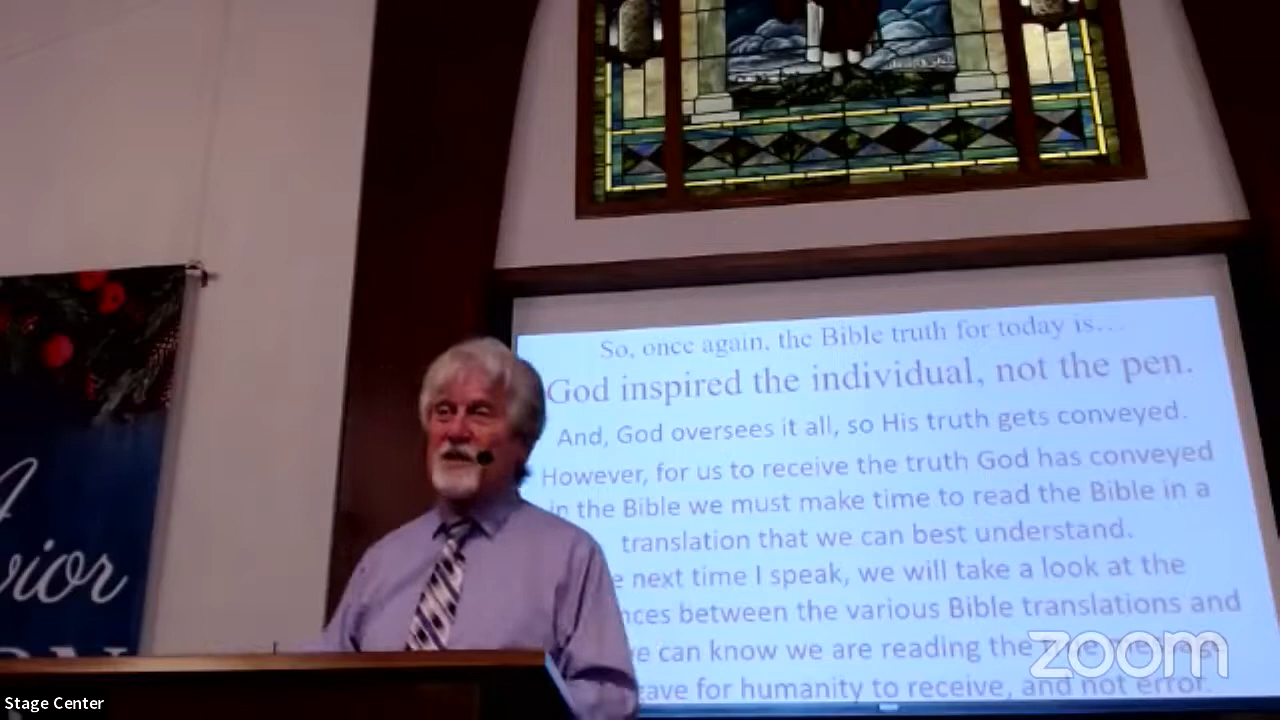 So, once again, the Bible truth for today is…
God inspired the individual, not the pen.
And, God oversees it all, so His truth gets conveyed.
However, for us to receive the truth God has conveyed
in the Bible we must make time to read the Bible in a
translation that we can best understand.
next time I speak, we will take a look at the
between the various Bible translations and
can know we are reading the
for humanity to receive, and not error.
zoom
Stage Center